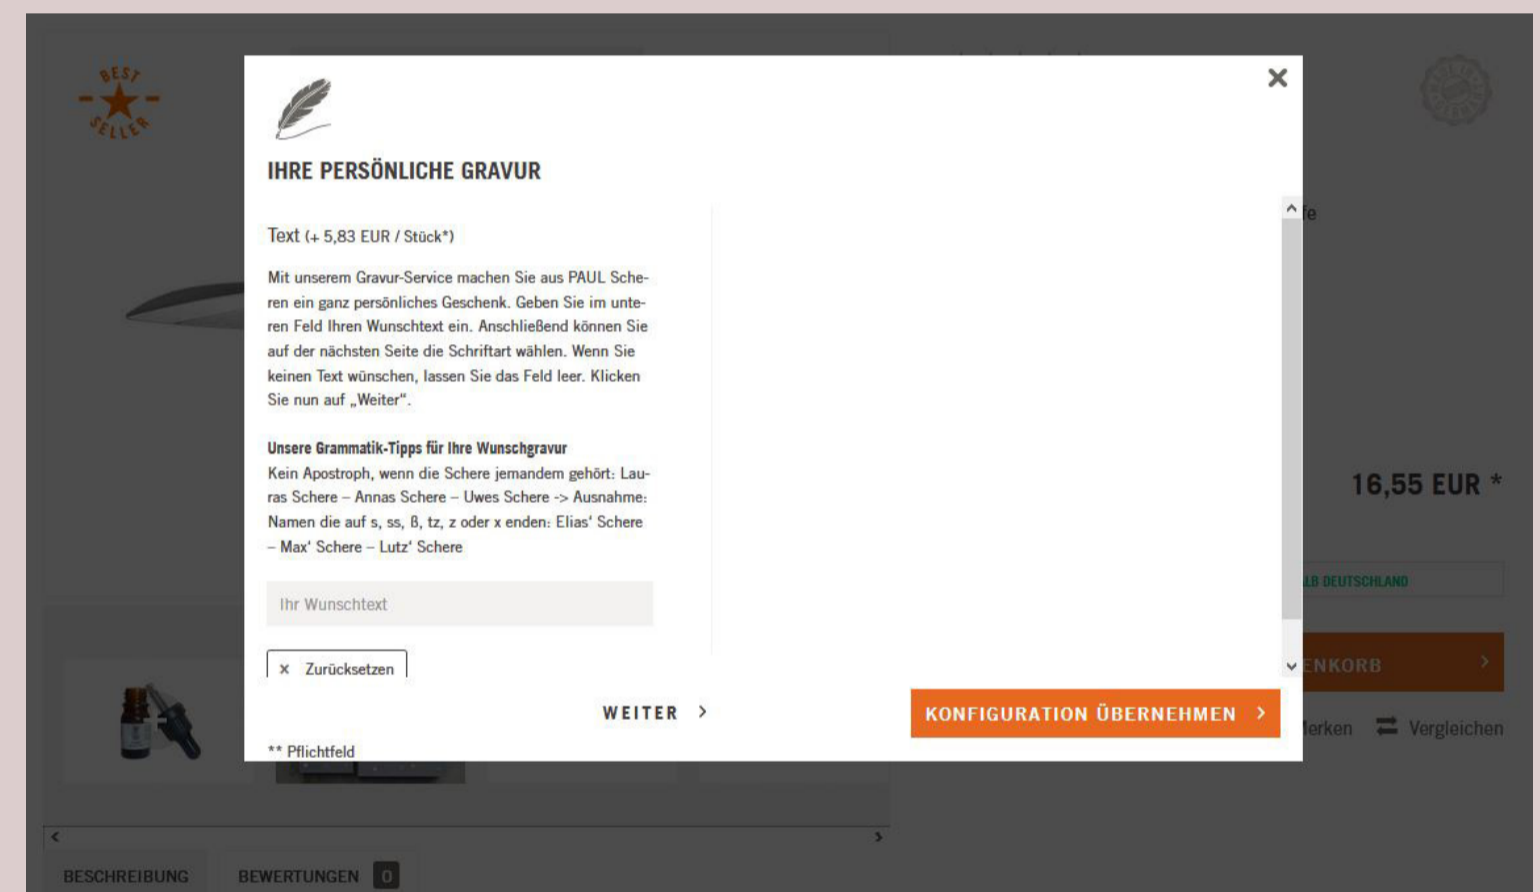 BEST
SELLER
IHRE PERSÖNLICHE GRAVUR
Text (+ 5,83 EUR / Stück*)
Mit unserem Gravur-Service machen Sie aus PAUL Sche-
ren ein ganz persönliches Geschenk. Geben Sie im unte-
ren Feld Ihren Wunschtext ein. Anschließend können Sie
auf der nächsten Seite die Schriftart wählen. Wenn Sie
keinen Text wünschen, lassen Sie das Feld leer. Klicken
Sie nun auf „Weiter“.
Unsere Grammatik-Tipps für Ihre Wunschgravur
Kein Apostroph, wenn die Schere jemandem gehört: Lau-
ras Schere – Annas Schere – Uwes Schere -> Ausnahme:
Namen die auf s, ss, ß, tz, z oder x enden: Elias‘ Schere
– Max‘ Schere – Lutz‘ Schere
Ihr Wunschtext
× Zurücksetzen
WEITER >
KONFIGURATION ÜBERNEHMEN >
** Pflichtfeld
16,55 EUR *
LB DEUTSCHLAND
ENKORB >
erken
Vergleichen
BESCHREIBUNG
BEWERTUNGEN 0